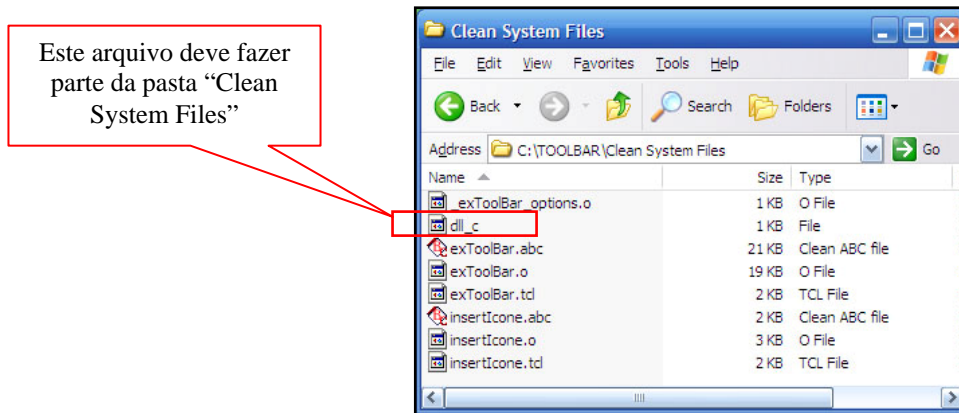 Este arquivo deve fazer
parte da pasta “Clean
System Files”
Clean System Files
File Edit View Favorites Tools Help
Back Search Folders
Address C:\TOOLBAR\Clean System Files Go
Name Size Type
_exToolBar_options.o 1 KB O File
dll_c 1 KB File
exToolBar.abc 21 KB Clean ABC file
exToolBar.o 19 KB O File
exToolBar.tcl 2 KB TCL File
insertIcone.abc 2 KB Clean ABC file
insertIcone.o 3 KB O File
insertIcone.tcl 2 KB TCL File